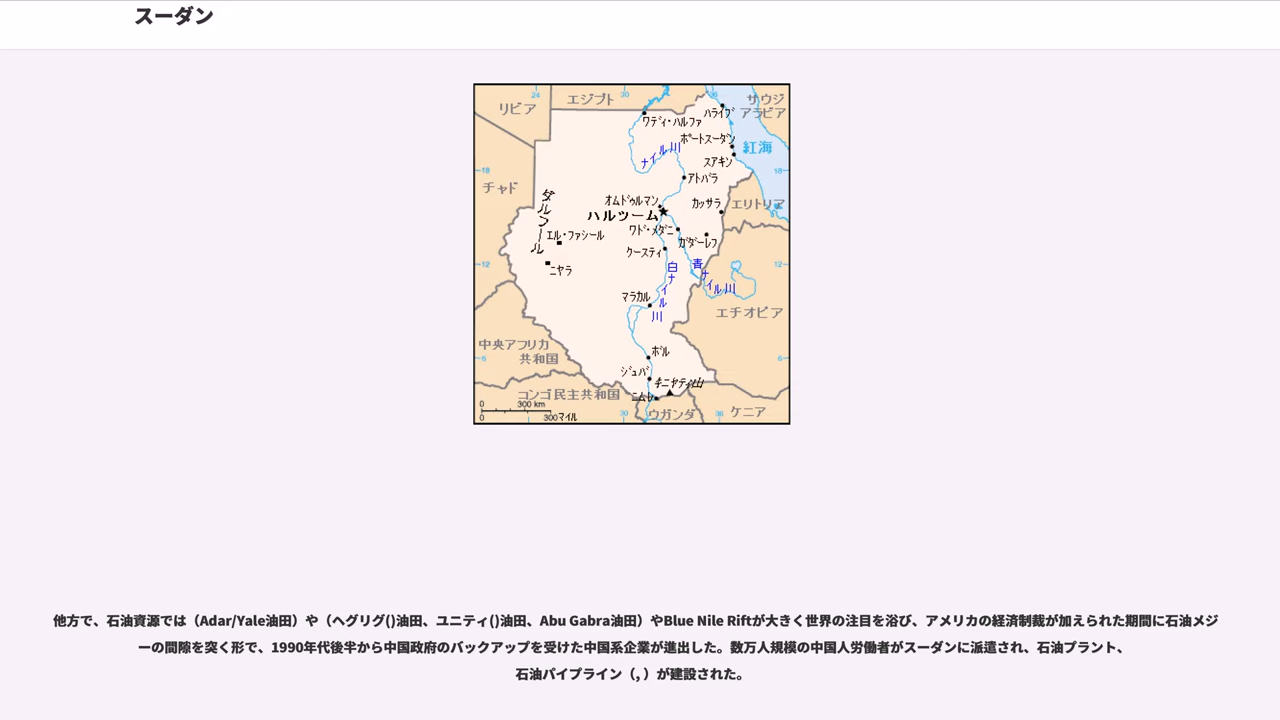 スーダン
リビア
24
エジプト
30
36
サウジ
アラビア
ハライブ
ワディ・ハルファ
ポートスーダン
ナイル川
紅海
スアキン
18
18
アトバラ
チャド
ダルフール
オムドゥルマン
カッサラ
エリトリア
ハルツーム
ワド・メダニ
エル・ファシール
ガダーレフ
クースティ
12
ニヤラ
白ナイル川
青ナイル川
12
マラカル
エチオピア
中央アフリカ
共和国
ボル
6
6
ジュバ
キニヤティ山
コンゴ民主共和国
ニムレ
0 300 km
0 300マイル
30
ウガンダ
36
ケニア
他方で、石油資源では（Adar/Yale油田）や（ヘグリグ()油田、ユニティ()油田、Abu Gabra油田）やBlue Nile Riftが大きく世界の注目を浴び、アメリカの経済制裁が加えられた期間に石油メジ
ーの間隙を突く形で、1990年代後半から中国政府のバックアップを受けた中国系企業が進出した。数万人規模の中国人労働者がスーダンに派遣され、石油プラント、
石油パイプライン（, ）が建設された。